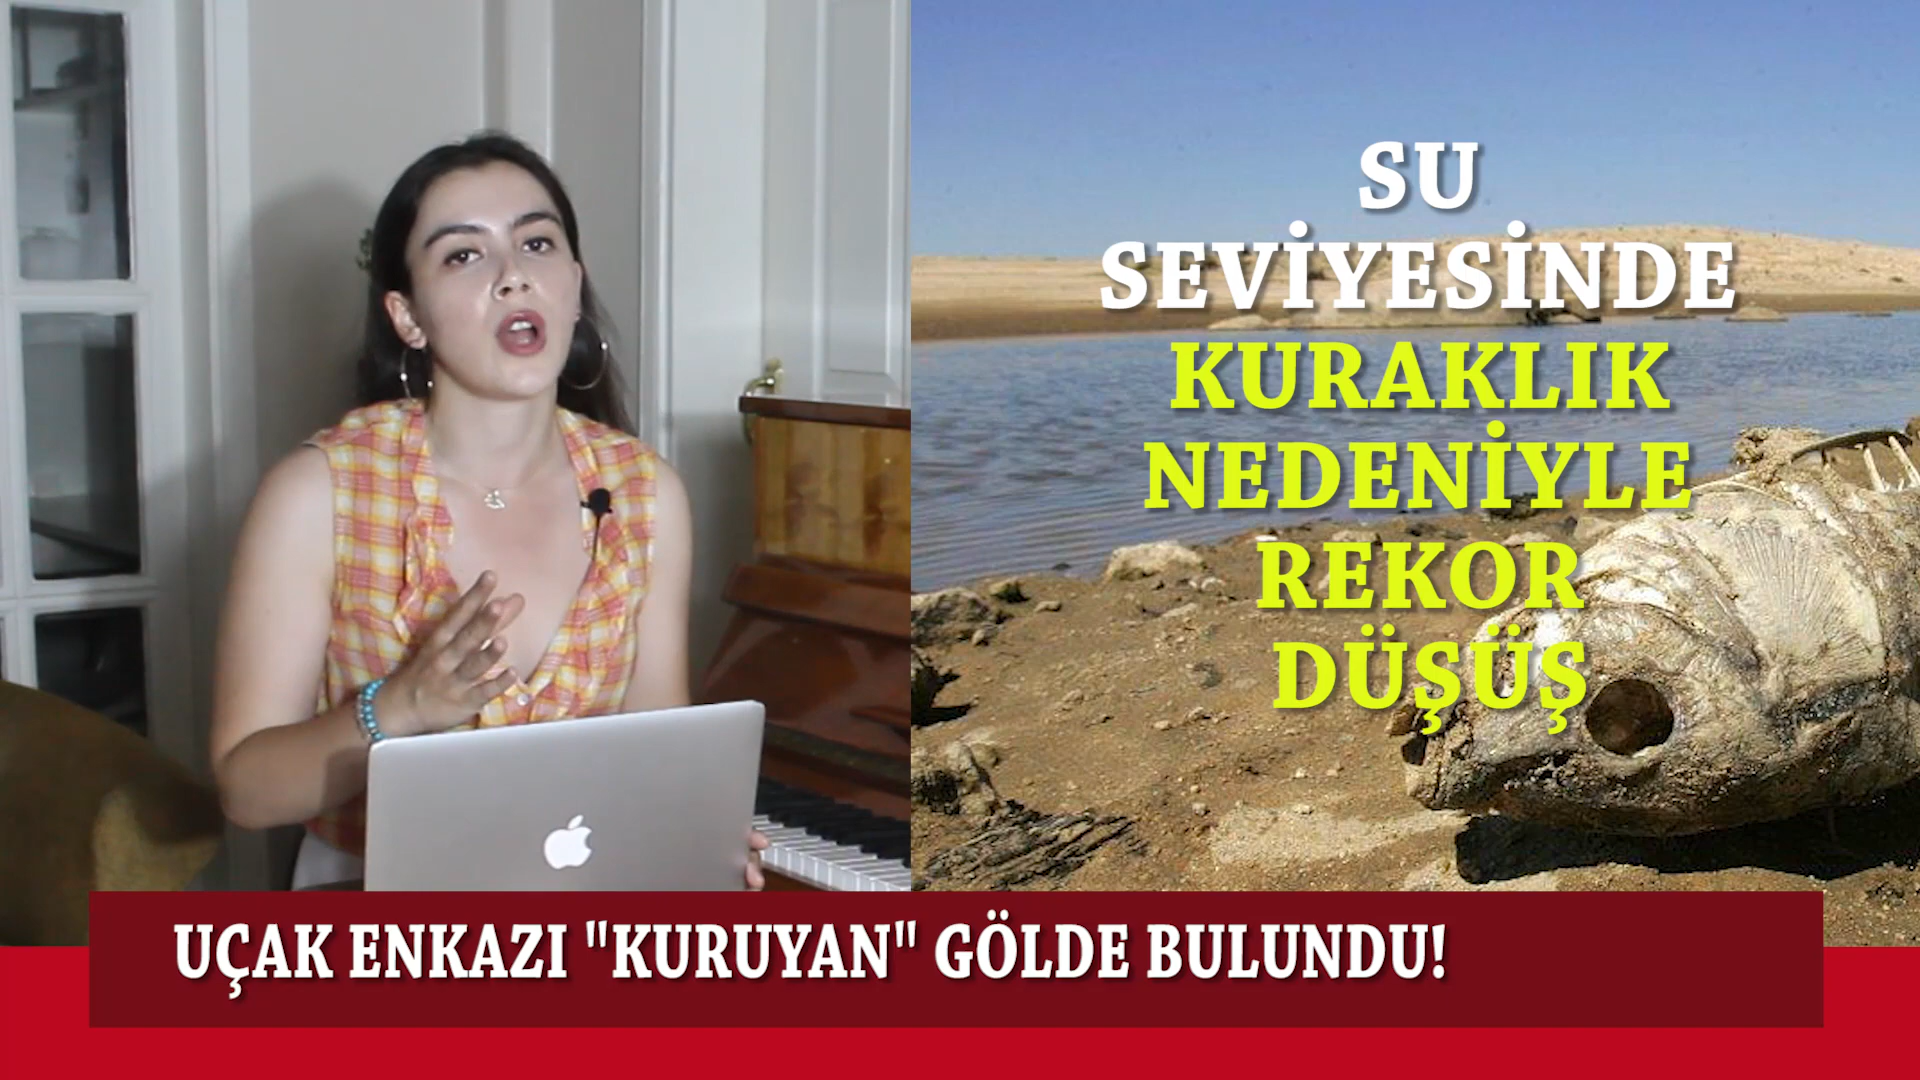 SU
SEVİYESİNDE
KURAKLIK
NEDENİYLE
REKOR
DÜŞÜŞ
UÇAK ENKAZI "KURUYAN" GÖLDE BULUNDU!